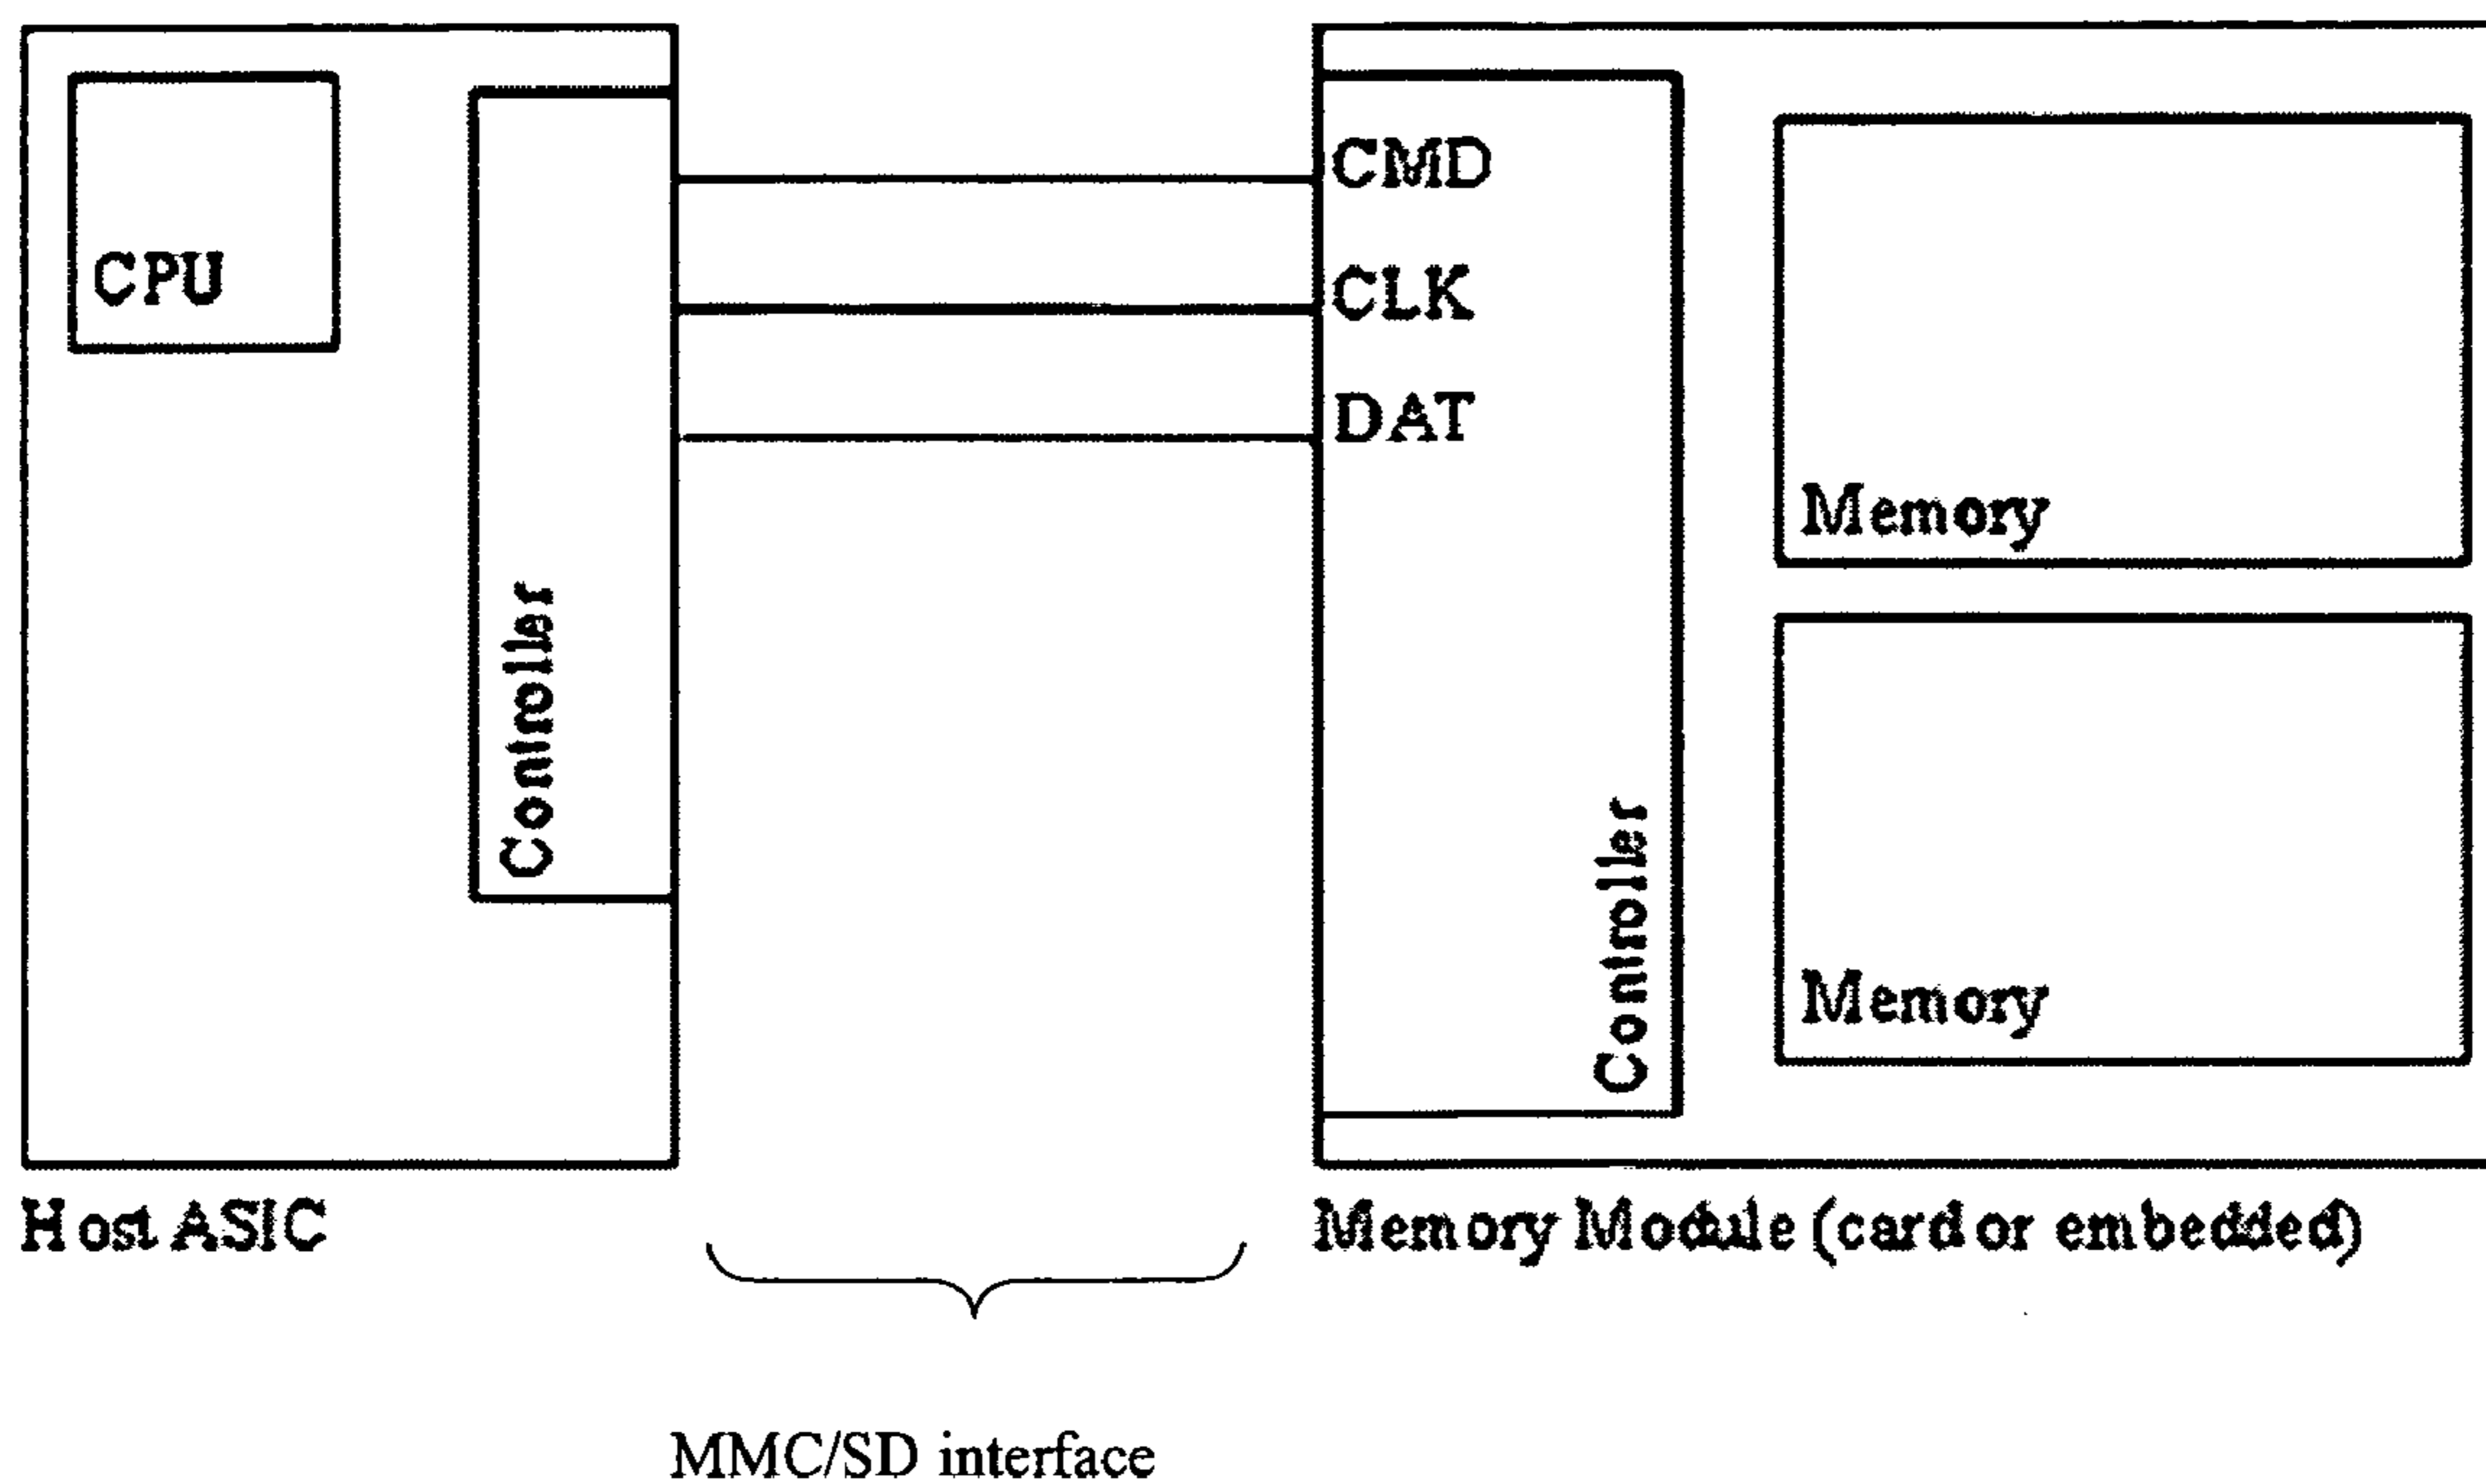 CPU
Controller
CMD
CLK
DAT
Controller
Memory
Memory
Host ASIC
Memory Module (card or embedded)
MMC/SD interface